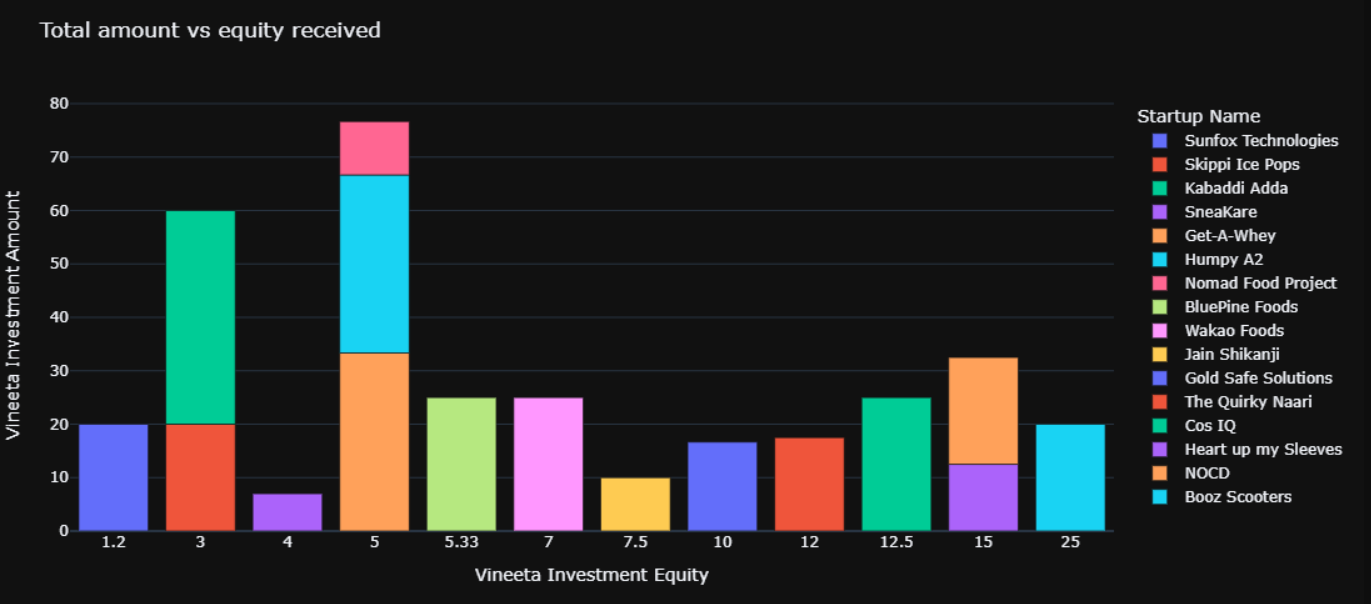 Total amount vs equity received
80
70
60
50
40
30
20
10
0
Vineeta Investment Amount
1.2 3 4 5 5.33 7 7.5 10 12 12.5 15 25
Vineeta Investment Equity
Startup Name
Sunfox Technologies
Skippi Ice Pops
Kabaddi Adda
SneaKare
Get-A-Whey
Humpy A2
Nomad Food Project
BluePine Foods
Wakao Foods
Jain Shikanji
Gold Safe Solutions
The Quirky Naari
Cos IQ
Heart up my Sleeves
NOCD
Booz Scooters